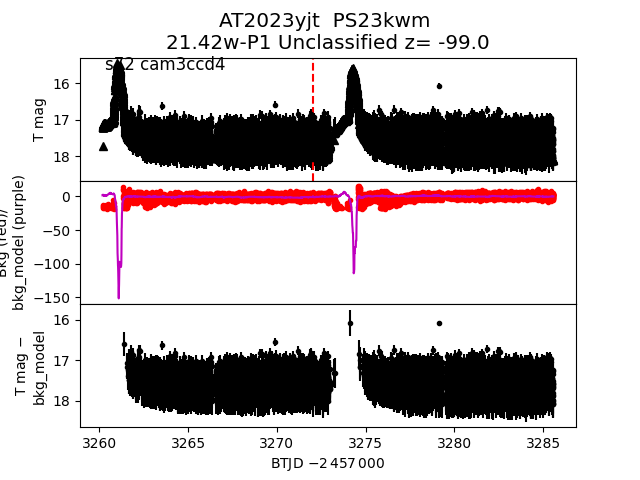 AT2023yjt  PS23kwm
21.42w-P1 Unclassified z= -99.0
s72 cam3ccd4
T mag
16
17
18
Bkg (red)/
bkg_model (purple)
0
−50
−100
−150
T mag −
bkg_model
16
17
18
3260 3265 3270 3275 3280 3285
BTJD −2 457 000